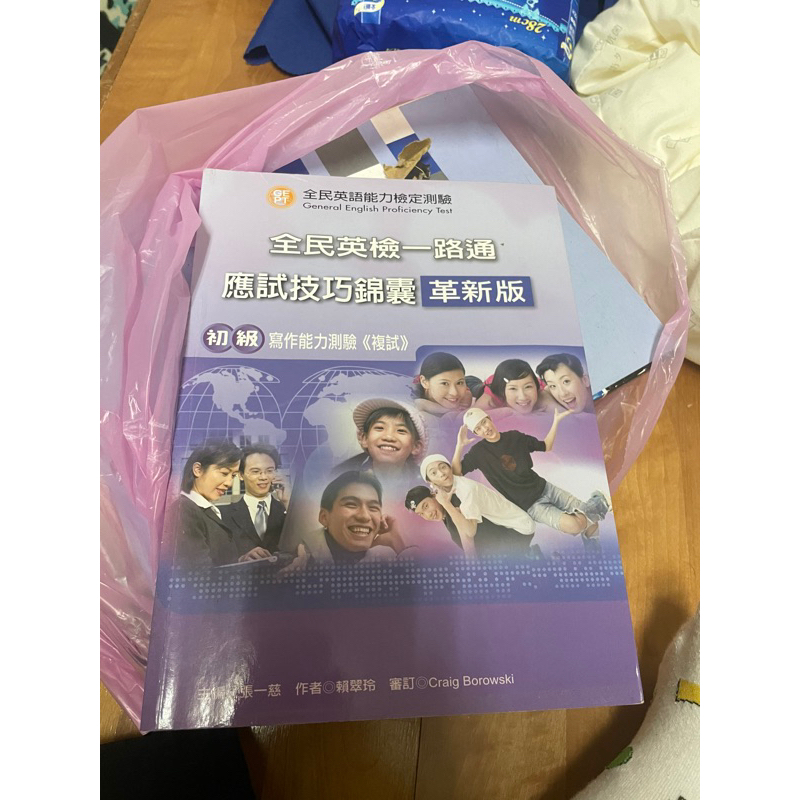 28cm
GEPT
全民英語能力檢定測驗
General English Proficiency Test
全民英檢一路通
應試技巧錦囊 革新版
初級 寫作能力測驗《複試》
主編◎張一慈 作者◎賴翠玲 審訂◎Craig Borowski